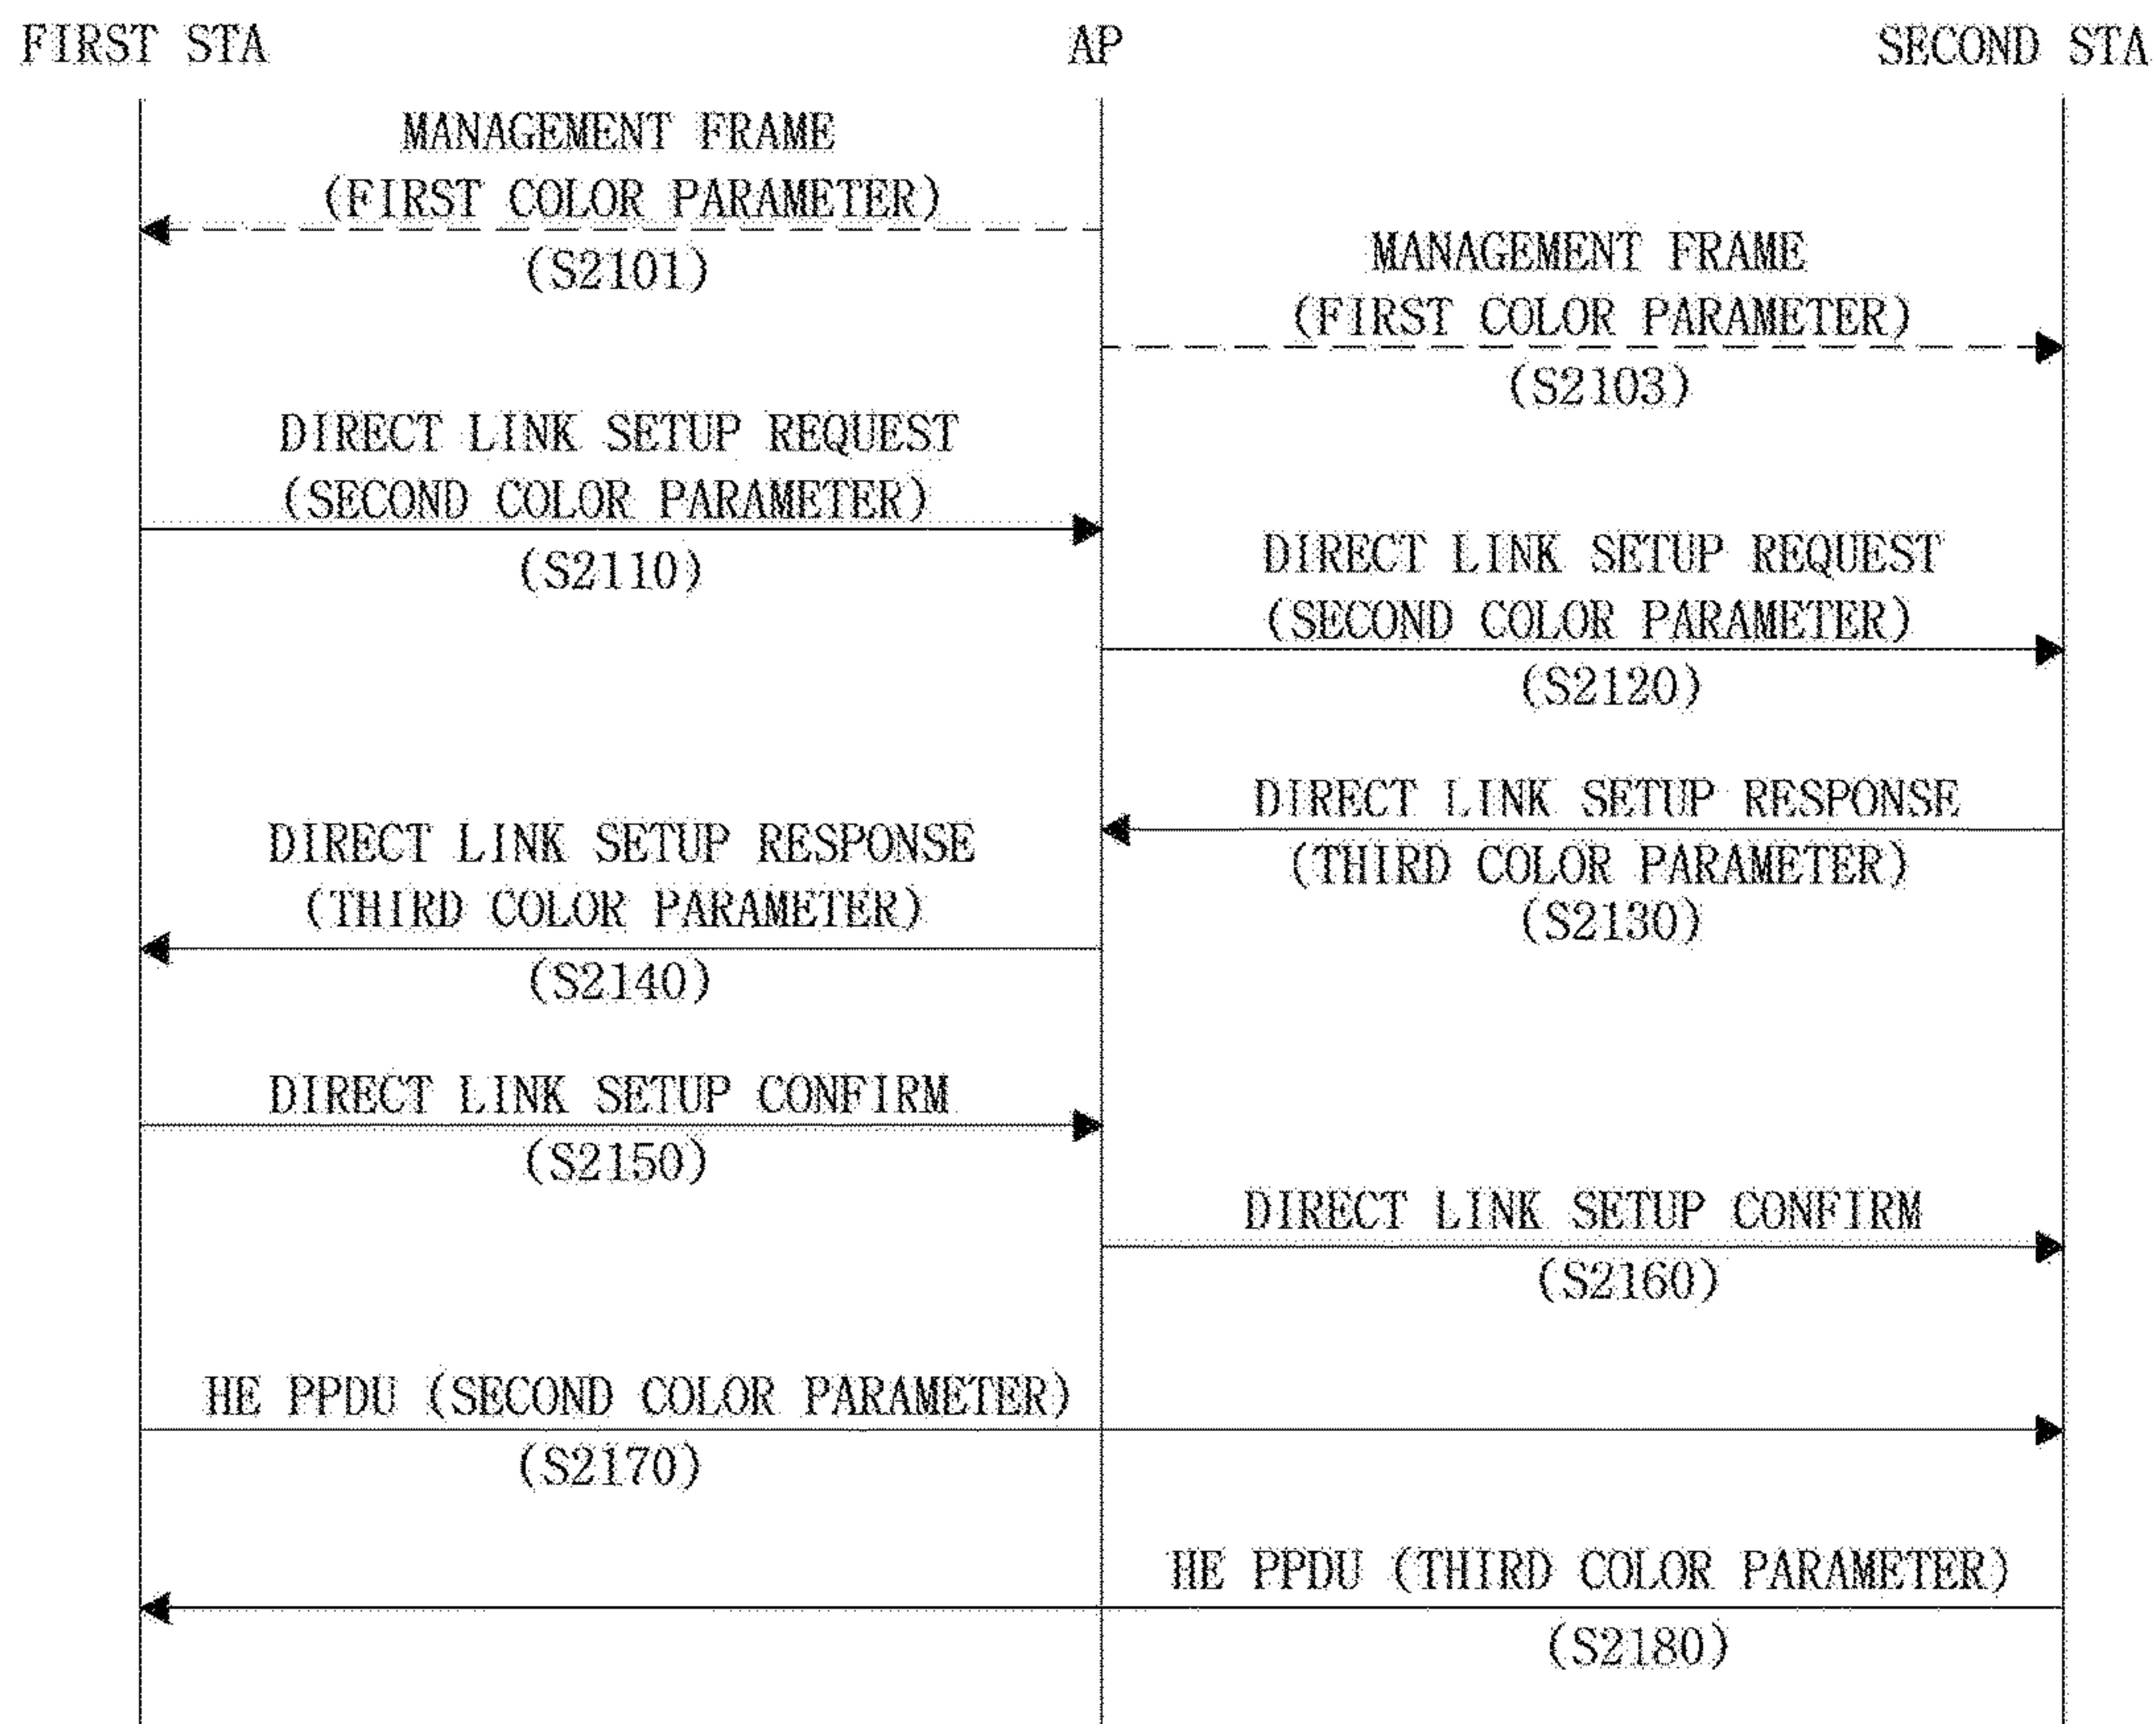 FIRST STA
AP
SECOND STA
MANAGEMENT FRAME
(FIRST COLOR PARAMETER)
(S2101)
MANAGEMENT FRAME
(FIRST COLOR PARAMETER)
(S2103)
DIRECT LINK SETUP REQUEST
(SECOND COLOR PARAMETER)
(S2110)
DIRECT LINK SETUP REQUEST
(SECOND COLOR PARAMETER)
(S2120)
DIRECT LINK SETUP RESPONSE
(THIRD COLOR PARAMETER)
(S2130)
DIRECT LINK SETUP RESPONSE
(THIRD COLOR PARAMETER)
(S2140)
DIRECT LINK SETUP CONFIRM
(S2150)
DIRECT LINK SETUP CONFIRM
(S2160)
HE PPDU (SECOND COLOR PARAMETER)
(S2170)
HE PPDU (THIRD COLOR PARAMETER)
(S2180)